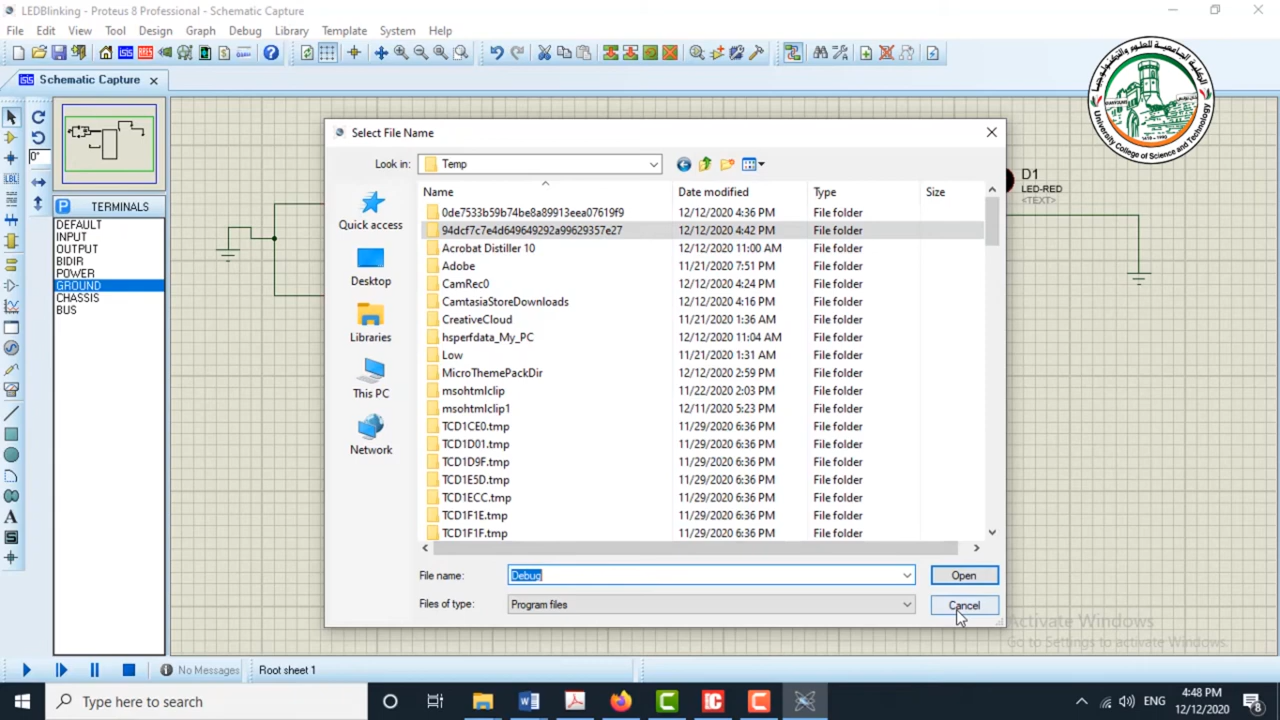 LEDBlinking - Proteus 8 Professional - Schematic Capture
File Edit View Tool Design Graph Debug Library Template System Help
Schematic Capture
TERMINALS
DEFAULT
INPUT
OUTPUT
BIDIR
POWER
GROUND
CHASSIS
BUS
0°
LBL
Select File Name
Look in: Temp
Quick access
Desktop
Libraries
This PC
Network
Name Date modified Type Size
0de7533b59b74be8a89913eea07619f9 12/12/2020 4:36 PM File folder
94dcf7c7e4d649649292a99629357e27 12/12/2020 4:42 PM File folder
Acrobat Distiller 10 12/12/2020 11:00 AM File folder
Adobe 11/21/2020 7:51 PM File folder
CamRec0 12/12/2020 4:24 PM File folder
CamtasiaStoreDownloads 12/12/2020 4:16 PM File folder
CreativeCloud 11/21/2020 1:36 AM File folder
hsperfdata_My_PC 12/12/2020 11:04 AM File folder
Low 11/21/2020 1:31 AM File folder
MicroThemePackDir 12/12/2020 2:59 PM File folder
msohtmlclip 11/22/2020 2:03 PM File folder
msohtmlclip1 12/11/2020 5:23 PM File folder
TCD1CE0.tmp 11/29/2020 6:36 PM File folder
TCD1D01.tmp 11/29/2020 6:36 PM File folder
TCD1D9F.tmp 11/29/2020 6:36 PM File folder
TCD1E5D.tmp 11/29/2020 6:36 PM File folder
TCD1ECC.tmp 11/29/2020 6:36 PM File folder
TCD1F1E.tmp 11/29/2020 6:36 PM File folder
TCD1F1F.tmp 11/29/2020 6:36 PM File folder
File name: Debug Open
Files of type: Program files Cancel
D1
LED-RED
<TEXT>
الكلية الجامعية للعلوم والتكنولوجيا
University College of Science and Technology
Activate Windows
Go to Settings to activate Windows.
No Messages Root sheet 1
Type here to search
ENG
4:48 PM
12/12/2020
8